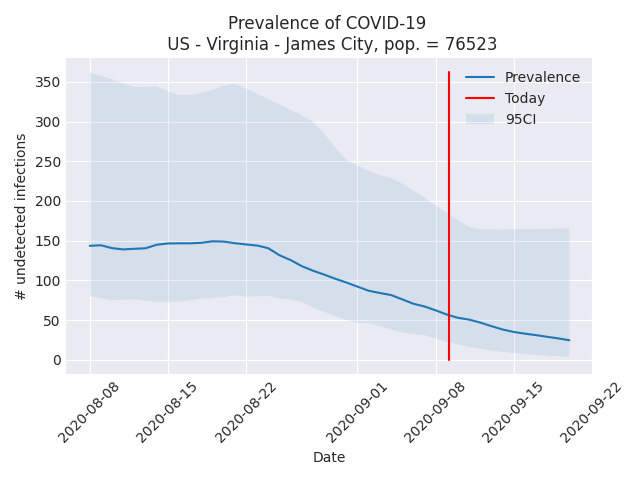 Prevalence of COVID-19
US - Virginia - James City, pop. = 76523
# undetected infections
350
300
250
200
150
100
50
0
Prevalence
Today
95CI
2020-08-08
2020-08-15
2020-08-22
2020-09-01
2020-09-08
2020-09-15
2020-09-22
Date